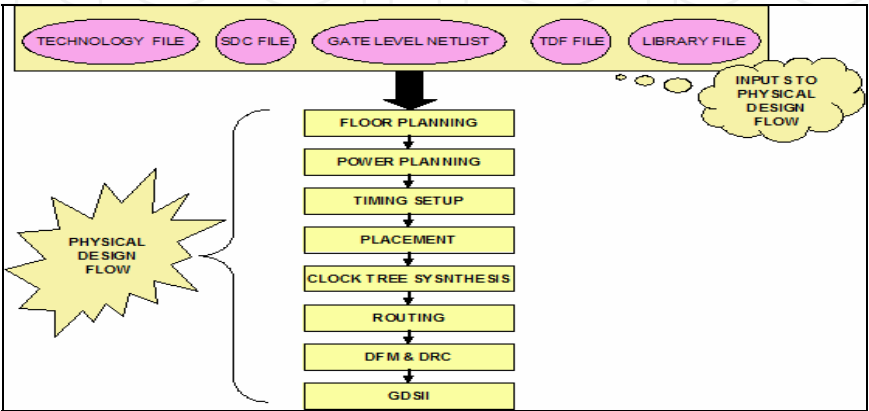 TECHNOLOGY FILE
SDC FILE
GATE LEVEL NETLIST
TDF FILE
LIBRARY FILE
INPUTS TO
PHYSICAL
DESIGN
FLOW
FLOOR PLANNING
POWER PLANNING
TIMING SETUP
PLACEMENT
CLOCK TREE SYSNTHESIS
ROUTING
DFM & DRC
GDSII
PHYSICAL
DESIGN
FLOW